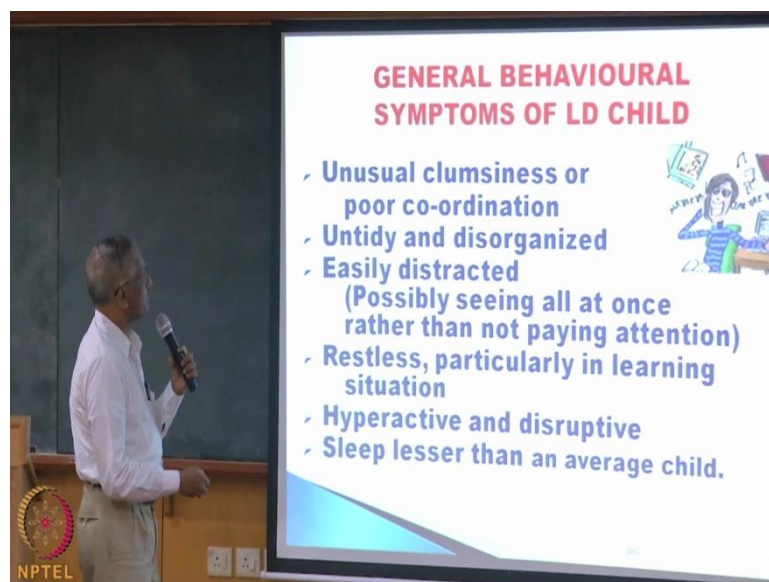 GENERAL BEHAVIOURAL
SYMPTOMS OF LD CHILD
Unusual clumsiness or
poor co-ordination
Untidy and disorganized
Easily distracted
(Possibly seeing all at once
rather than not paying attention)
Restless, particularly in learning
situation
Hyperactive and disruptive
Sleep lesser than an average child.
NPTEL